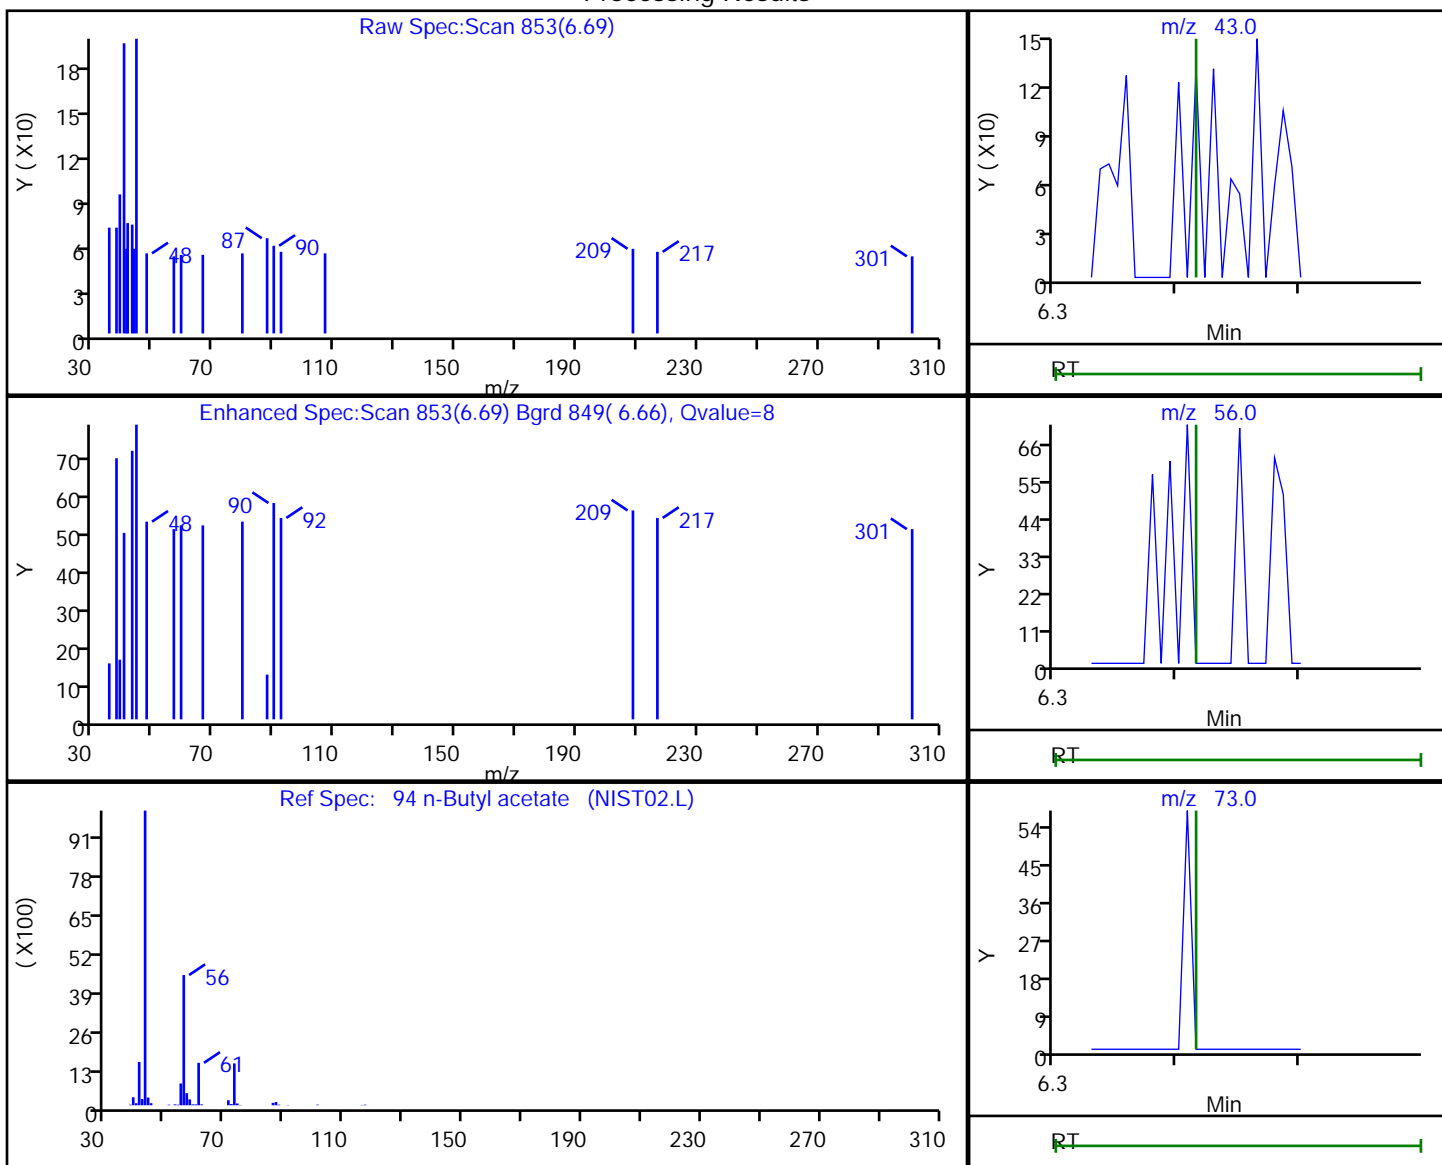 Processing Results
Raw Spec:Scan 853(6.69)
Y ( X10)
18
15
12
9
6
3
0
48
87
90
209
217
301
30 70 110 150 190 230 270 310
m/z
m/z 43.0
Y ( X10)
15
12
9
6
3
0
6.3
Min
RT
Enhanced Spec:Scan 853(6.69) Bgrd 849( 6.66), Qvalue=8
Y
70
60
50
40
30
20
10
0
48
90
92
209
217
301
30 70 110 150 190 230 270 310
m/z
m/z 56.0
Y
66
55
44
33
22
11
0
6.3
Min
RT
Ref Spec: 94 n-Butyl acetate (NIST02.L)
( X100)
91
78
65
52
39
26
13
0
56
61
30 70 110 150 190 230 270 310
m/z 73.0
Y
54
45
36
27
18
9
0
6.3
Min
RT